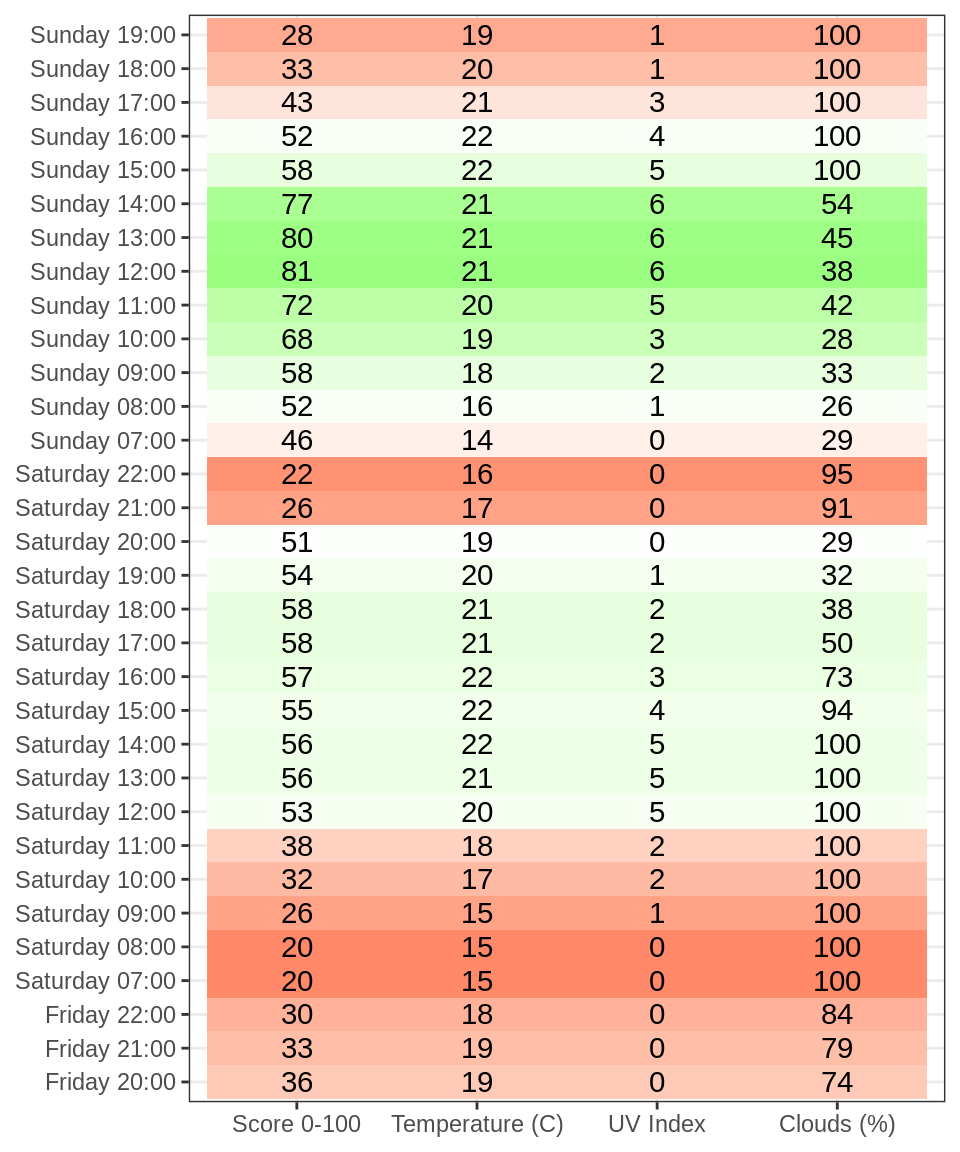 Sunday 19:00 28 19 1 100
Sunday 18:00 33 20 1 100
Sunday 17:00 43 21 3 100
Sunday 16:00 52 22 4 100
Sunday 15:00 58 22 5 100
Sunday 14:00 77 21 6 54
Sunday 13:00 80 21 6 45
Sunday 12:00 81 21 6 38
Sunday 11:00 72 20 5 42
Sunday 10:00 68 19 3 28
Sunday 09:00 58 18 2 33
Sunday 08:00 52 16 1 26
Sunday 07:00 46 14 0 29
Saturday 22:00 22 16 0 95
Saturday 21:00 26 17 0 91
Saturday 20:00 51 19 0 29
Saturday 19:00 54 20 1 32
Saturday 18:00 58 21 2 38
Saturday 17:00 58 21 2 50
Saturday 16:00 57 22 3 73
Saturday 15:00 55 22 4 94
Saturday 14:00 56 22 5 100
Saturday 13:00 56 21 5 100
Saturday 12:00 53 20 5 100
Saturday 11:00 38 18 2 100
Saturday 10:00 32 17 2 100
Saturday 09:00 26 15 1 100
Saturday 08:00 20 15 0 100
Saturday 07:00 20 15 0 100
Friday 22:00 30 18 0 84
Friday 21:00 33 19 0 79
Friday 20:00 36 19 0 74
Score 0-100 Temperature (C) UV Index Clouds (%)